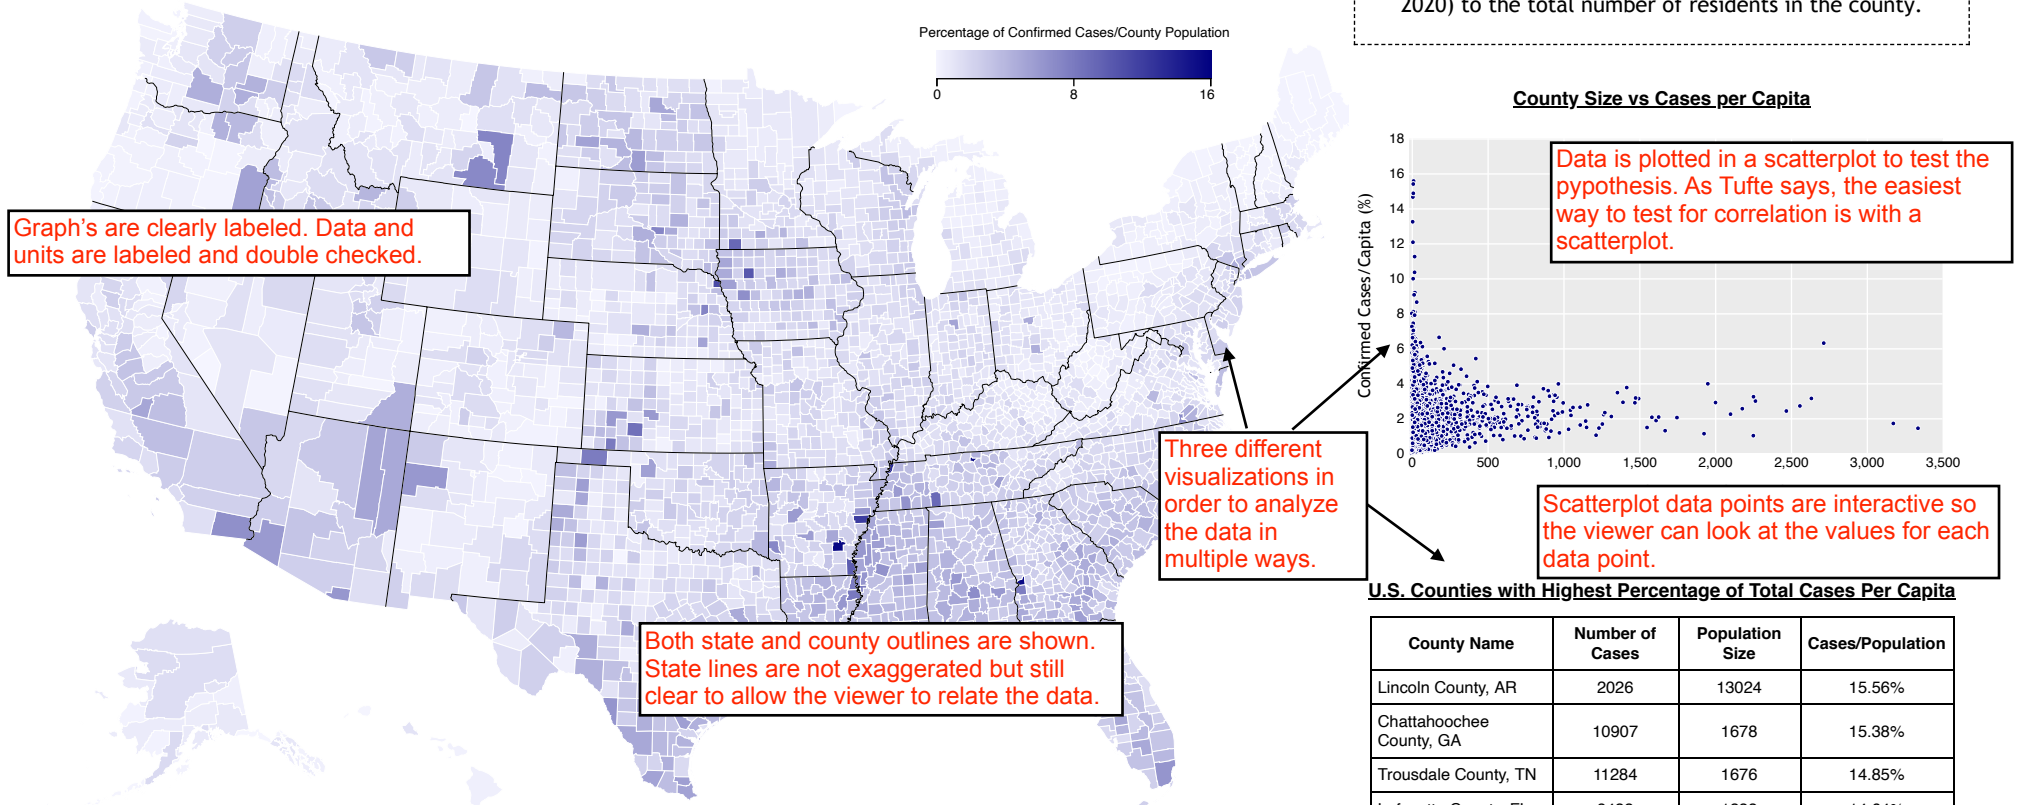 2020) to the total number of residents in the county.
Percentage of Confirmed Cases/County Population
0 8 16
County Size vs Cases per Capita
18
16
14
12
10
8
6
4
2
0
Confirmed Cases/Capita (%)
0 500 1,000 1,500 2,000 2,500 3,000 3,500
Data is plotted in a scatterplot to test the
pypothesis. As Tufte says, the easiest
way to test for correlation is with a
scatterplot.
Graph's are clearly labeled. Data and
units are labeled and double checked.
Three different
visualizations in
order to analyze
the data in
multiple ways.
Scatterplot data points are interactive so
the viewer can look at the values for each
data point.
Both state and county outlines are shown.
State lines are not exaggerated but still
clear to allow the viewer to relate the data.
U.S. Counties with Highest Percentage of Total Cases Per Capita
County Name Number of Cases Population Size Cases/Population
Lincoln County, AR 2026 13024 15.56%
Chattahoochee County, GA 10907 1678 15.38%
Trousdale County, TN 11284 1676 14.85%